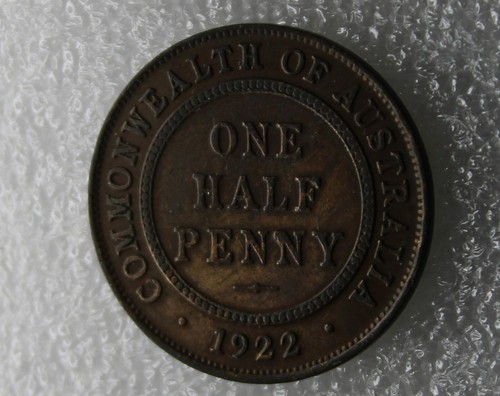 COMMONWEALTH OF AUSTRALIA
ONE
HALF
PENNY
· 1922 ·